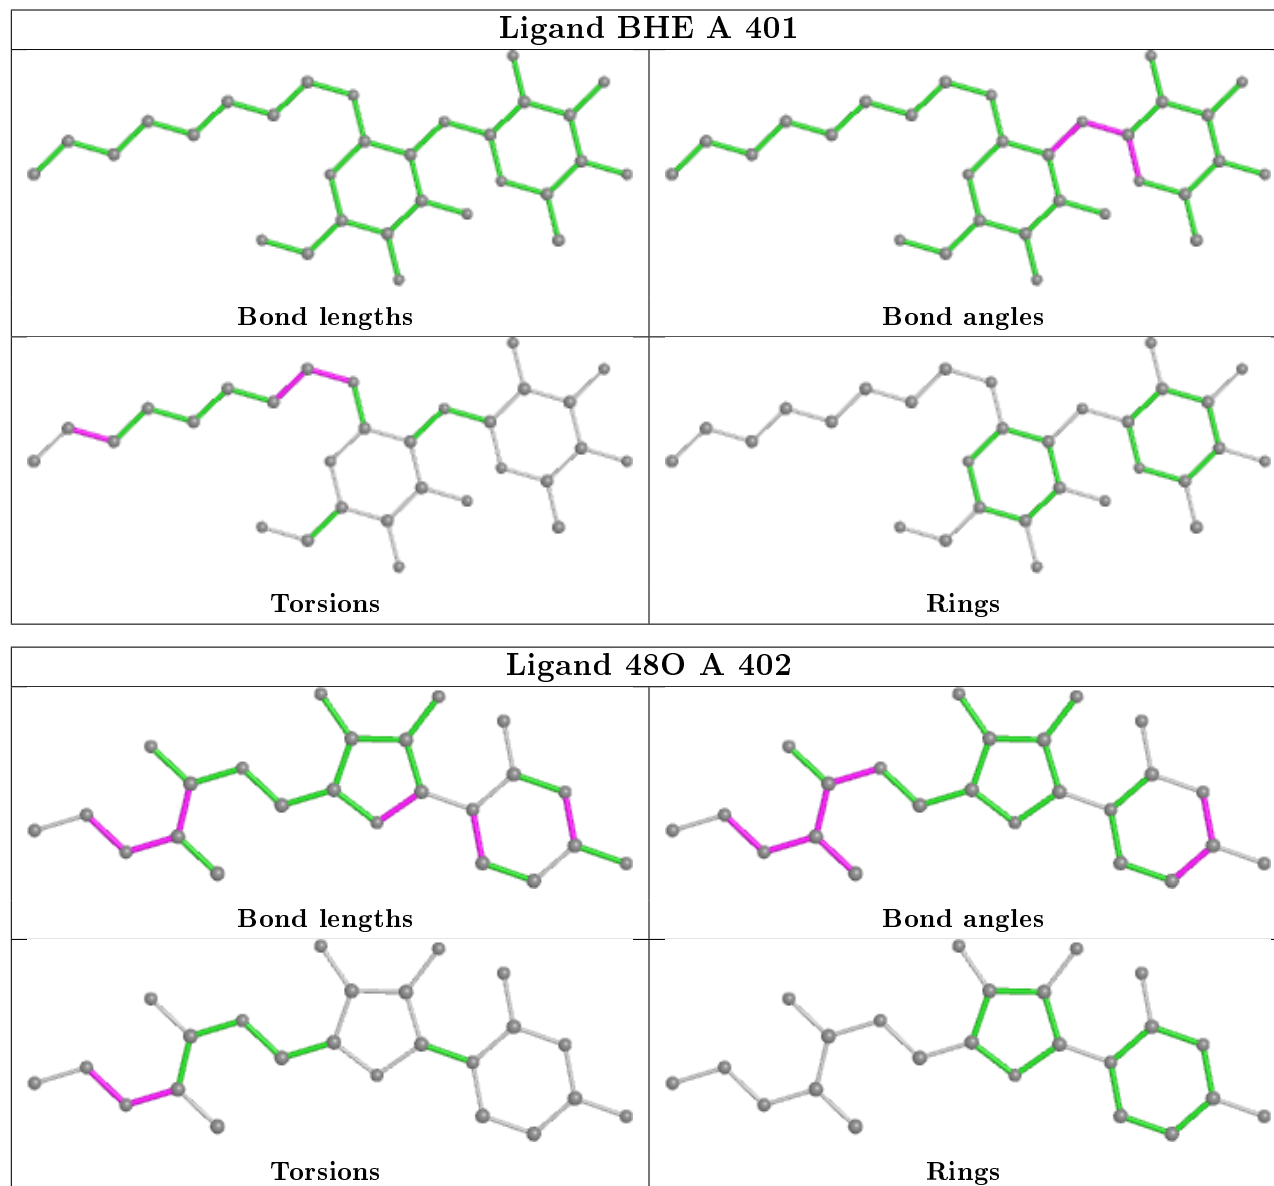 Ligand BHE A 401
Bond lengths
Bond angles
Torsions
Rings
Ligand 48O A 402
Bond lengths
Bond angles
Torsions
Rings